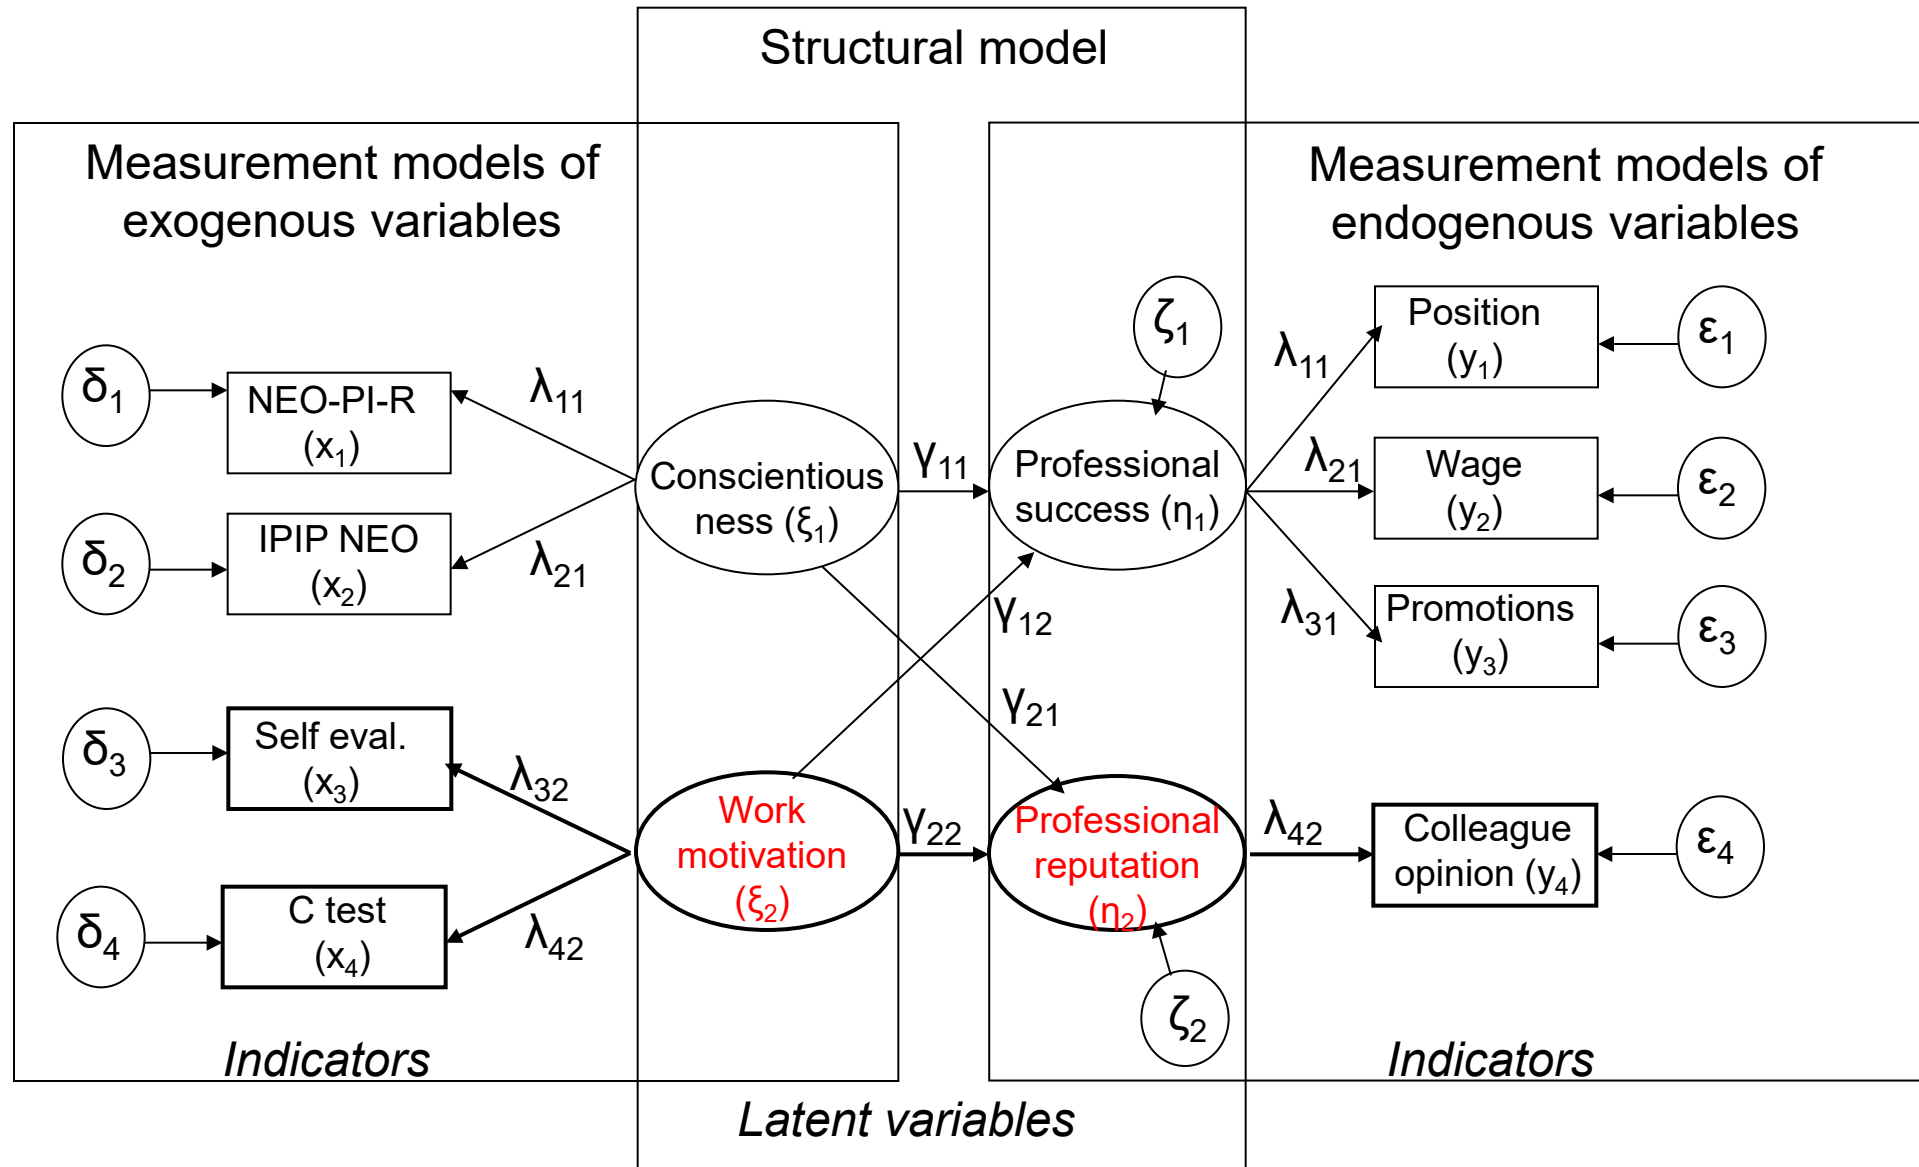 Structural model
Measurement models of
exogenous variables
Measurement models of
endogenous variables
δ1
NEO-PI-R
(x1)
λ11
δ2
IPIP NEO
(x2)
λ21
δ3
Self eval.
(x3)
λ32
δ4
C test
(x4)
λ42
Conscientious
ness (ξ1)
Work
motivation
(ξ2)
γ11
γ12
γ21
γ22
ζ1
Professional
success (η1)
Professional
reputation
(η2)
ζ2
λ11
Position
(y1)
ε1
λ21
Wage
(y2)
ε2
λ31
Promotions
(y3)
ε3
λ42
Colleague
opinion (y4)
ε4
Indicators
Latent variables
Indicators